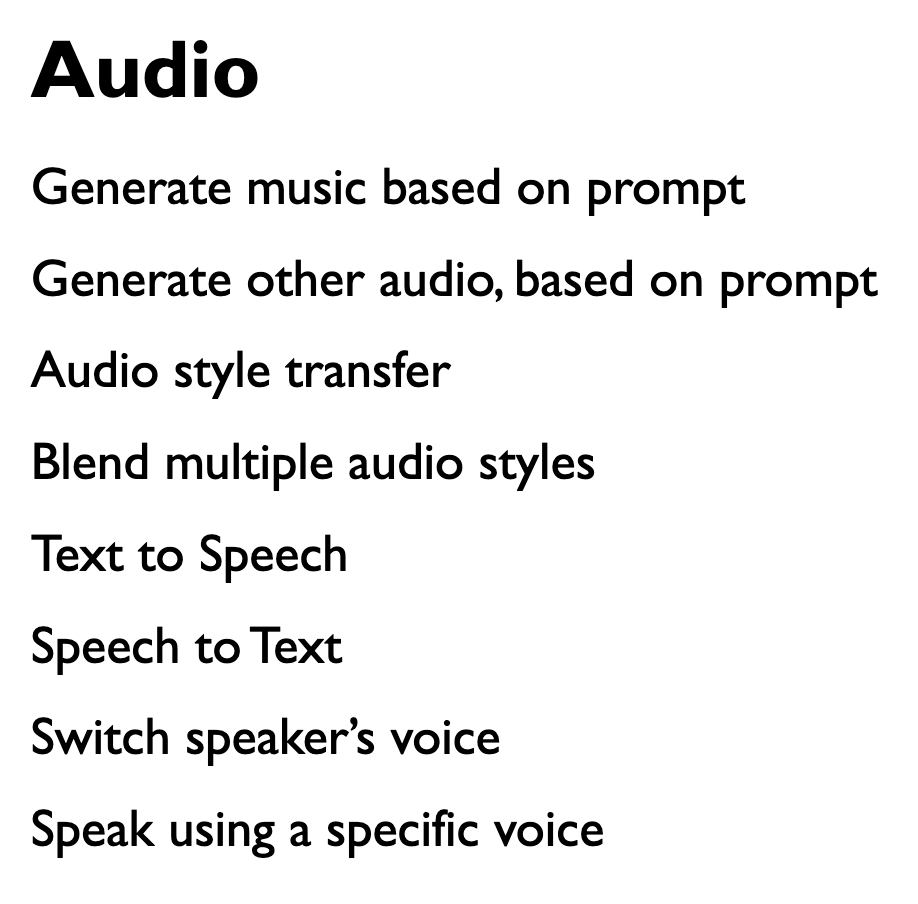 Audio
Generate music based on prompt
Generate other audio, based on prompt
Audio style transfer
Blend multiple audio styles
Text to Speech
Speech to Text
Switch speaker’s voice
Speak using a specific voice